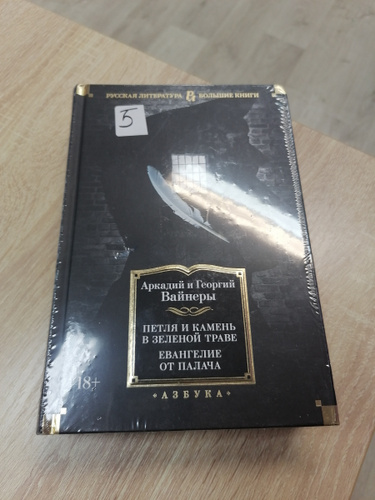 РУССКАЯ ЛИТЕРАТУРА БОЛЬШИЕ КНИГИ
5
Аркадий и Георгий
Вайнеры
ПЕТЛЯ И КАМЕНЬ
В ЗЕЛЕНОЙ ТРАВЕ
ЕВАНГЕЛИЕ
ОТ ПАЛАЧА
18+
"АЗБУКА"